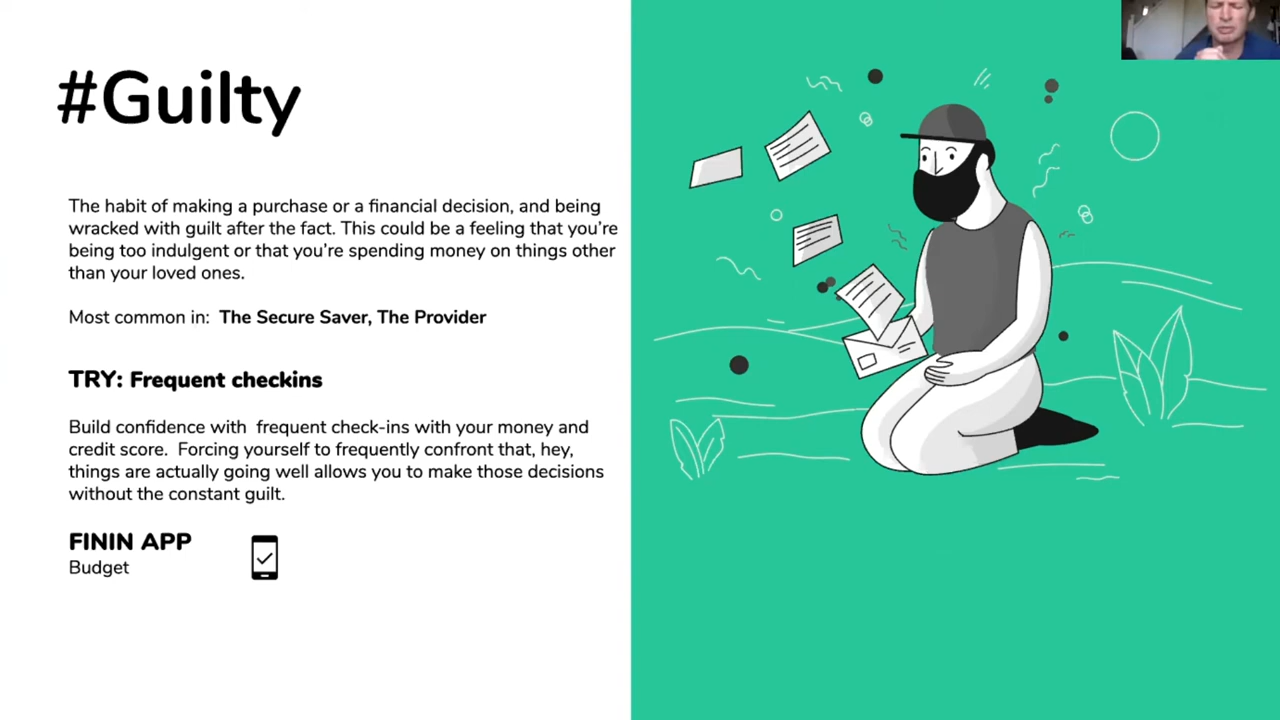 #Guilty
The habit of making a purchase or a financial decision, and being
wracked with guilt after the fact. This could be a feeling that you’re
being too indulgent or that you’re spending money on things other
than your loved ones.
Most common in: The Secure Saver, The Provider
TRY: Frequent checkins
Build confidence with frequent check-ins with your money and
credit score. Forcing yourself to frequently confront that, hey,
things are actually going well allows you to make those decisions
without the constant guilt.
FININ APP
Budget